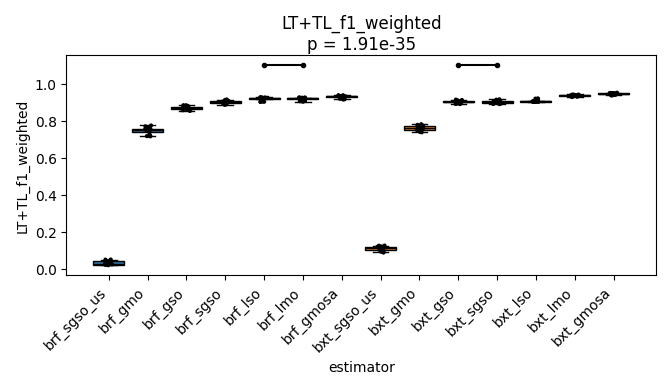 LT+TL_f1_weighted
p = 1.91e-35
LT+TL_f1_weighted
1.0
0.8
0.6
0.4
0.2
0.0
brf_sgso_us
brf_gmo
brf_gso
brf_sgso
brf_lso
brf_lmo
brf_gmosa
bxt_sgso_us
bxt_gmo
bxt_gso
bxt_sgso
bxt_lso
bxt_lmo
bxt_gmosa
estimator